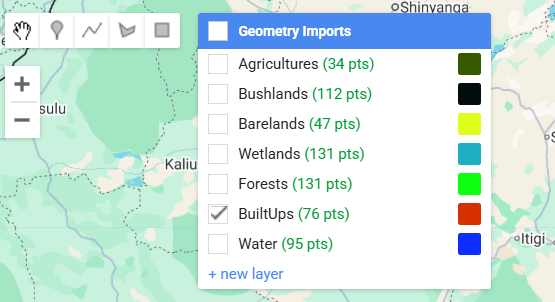 Shinyanga
Geometry Imports
Agricultures (34 pts)
Bushlands (112 pts)
sulu
Barelands (47 pts)
Wetlands (131 pts)
Kaliu
Forests (131 pts)
BuiltUps (76 pts)
Water (95 pts)
Itigi
+ new layer